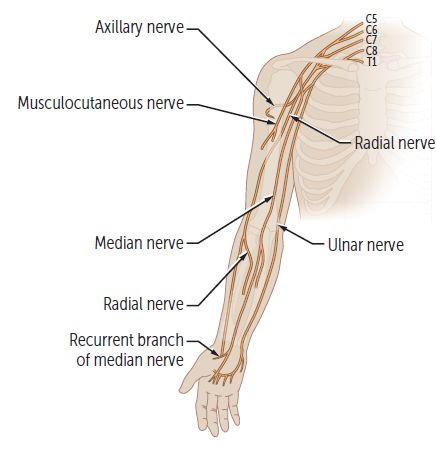 C5
C6
C7
C8
T1
Axillary nerve
Musculocutaneous nerve
Radial nerve
Median nerve
Ulnar nerve
Radial nerve
Recurrent branch
of median nerve